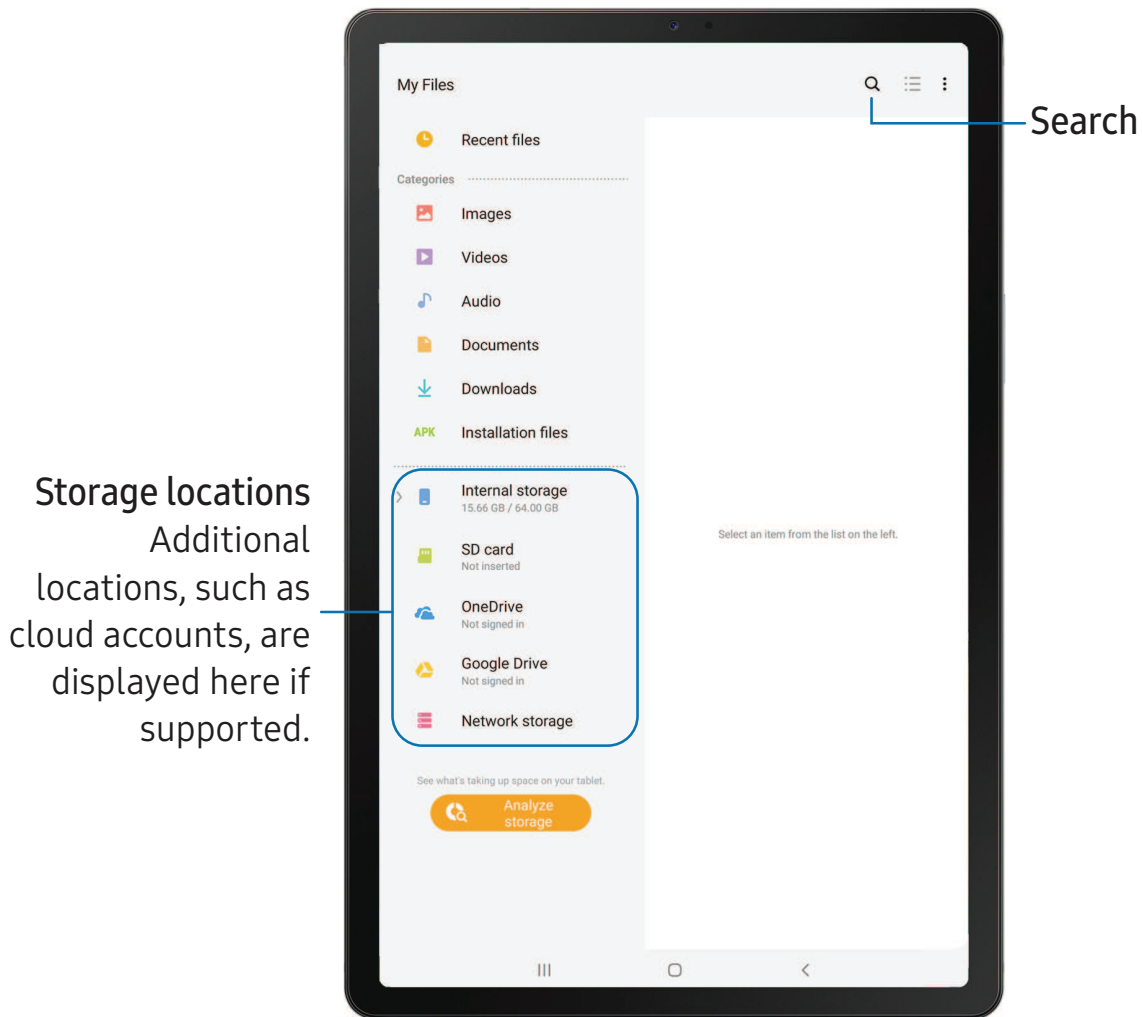 My Files
Search
Recent files
Categories
Images
Videos
Audio
Documents
Downloads
APK Installation files
Storage locations
Additional
locations, such as
cloud accounts, are
displayed here if
supported.
Internal storage
15.66 GB / 64.00 GB
SD card
Not inserted
OneDrive
Not signed in
Google Drive
Not signed in
Network storage
Select an item from the list on the left.
See what's taking up space on your tablet.
Analyze
storage